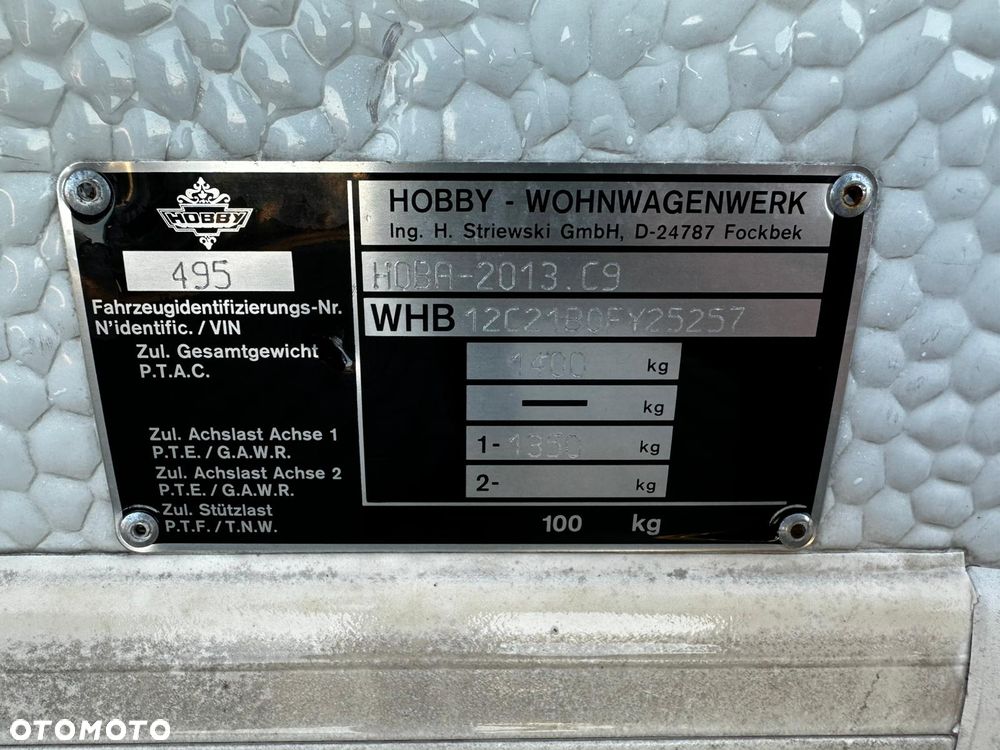 HOBBY
HOBBY - WOHNWAGENWERK
Ing. H. Striewski GmbH, D-24787 Fockbek
495
HOBA-2013.C9
Fahrzeugidentifizierungs-Nr.
N'identific. / VIN
WHB 12C21B0FY25257
Zul. Gesamtgewicht
P.T.A.C.
1400 kg
— kg
Zul. Achslast Achse 1
P.T.E. / G.A.W.R.
1- 1350 kg
Zul. Achslast Achse 2
P.T.E. / G.A.W.R.
2- kg
Zul. Stützlast
P.T.F. / T.N.W.
100 kg
OTOMOTO